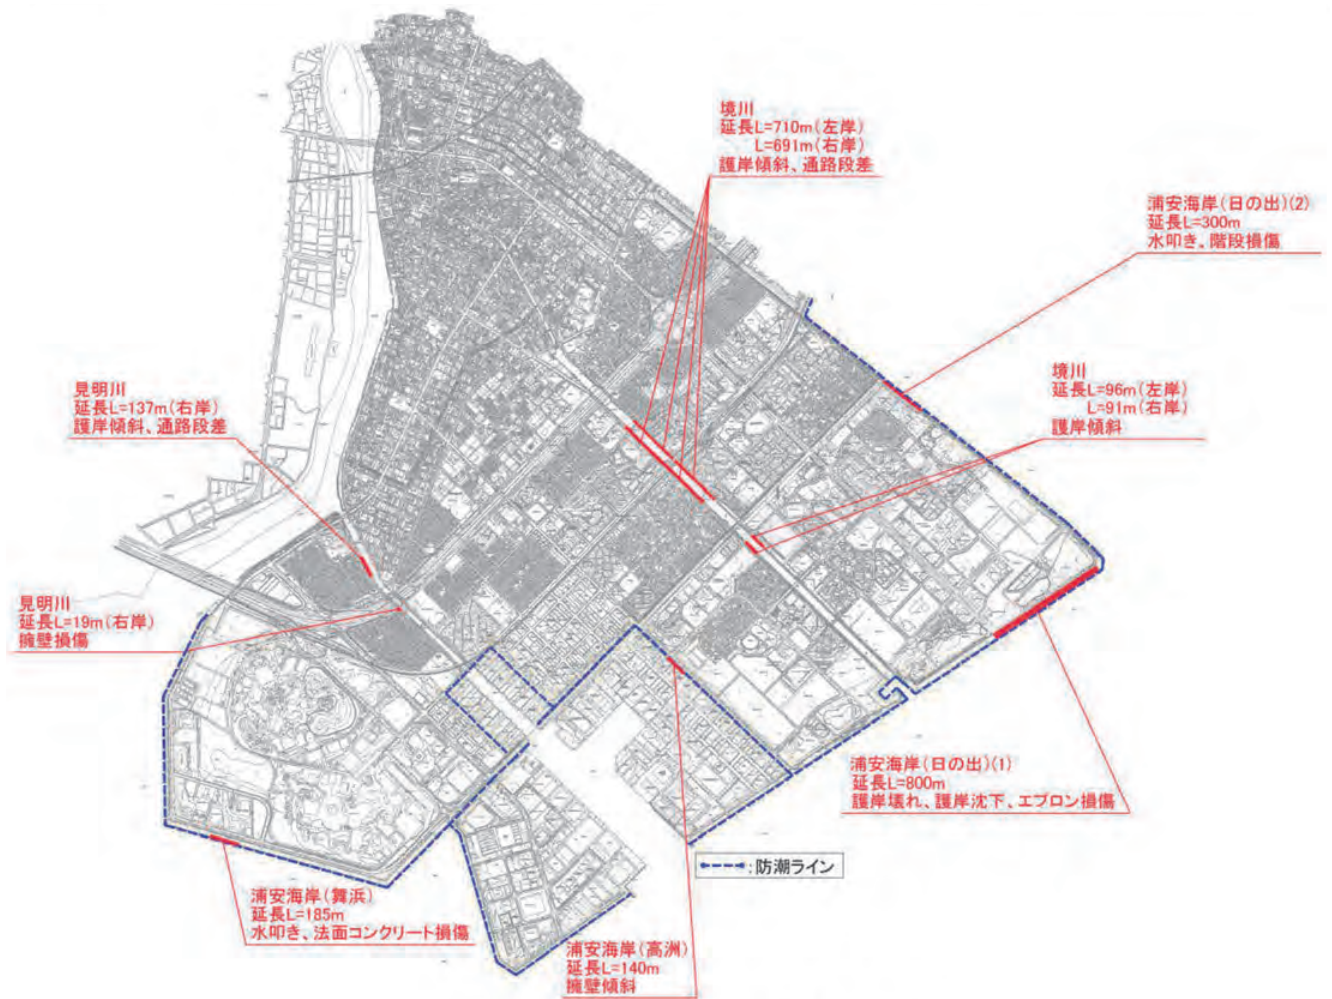 境川
延長L=710m(左岸)
L=691m(右岸)
護岸傾斜、通路段差
浦安海岸(日の出)(2)
延長L=300m
水叩き、階段損傷
境川
延長L=96m(左岸)
L=91m(右岸)
護岸傾斜
見明川
延長L=137m(右岸)
護岸傾斜、通路段差
見明川
延長L=19m(右岸)
擁壁損傷
浦安海岸(日の出)(1)
延長L=800m
護岸壊れ、護岸沈下、エプロン損傷
:防潮ライン
浦安海岸(舞浜)
延長L=185m
水叩き、法面コンクリート損傷
浦安海岸(高洲)
延長L=140m
擁壁傾斜